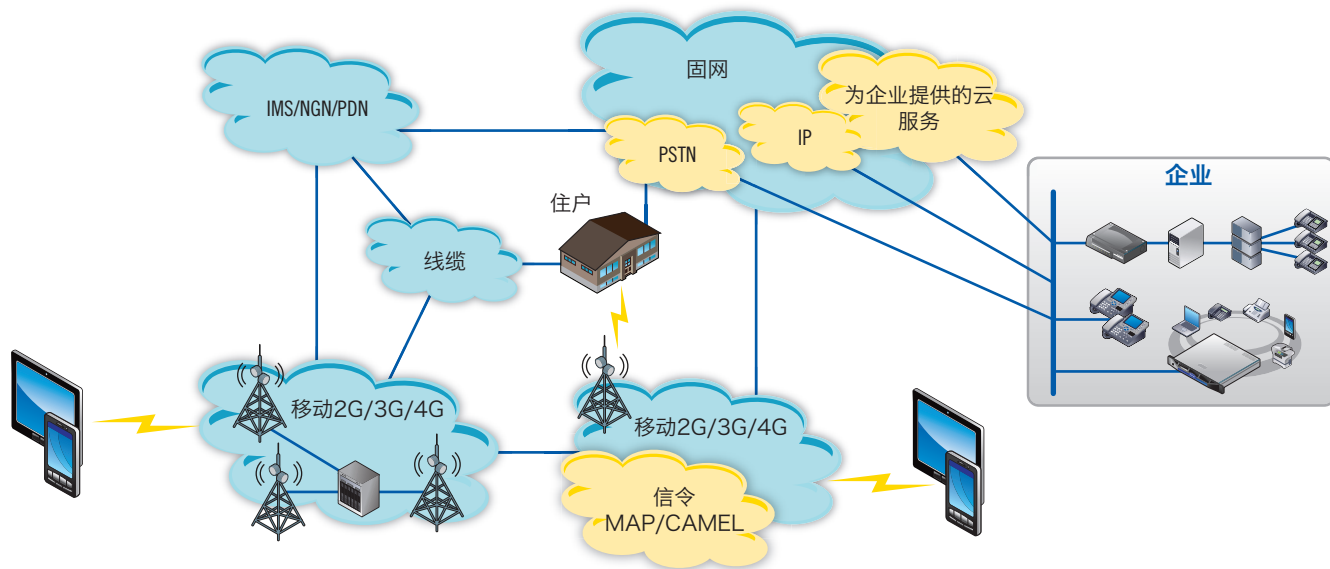 固网
IMS/NGN/PDN
为企业提供的云
服务
IP
PSTN
企业
住户
线缆
移动2G/3G/4G
移动2G/3G/4G
信令
MAP/CAMEL